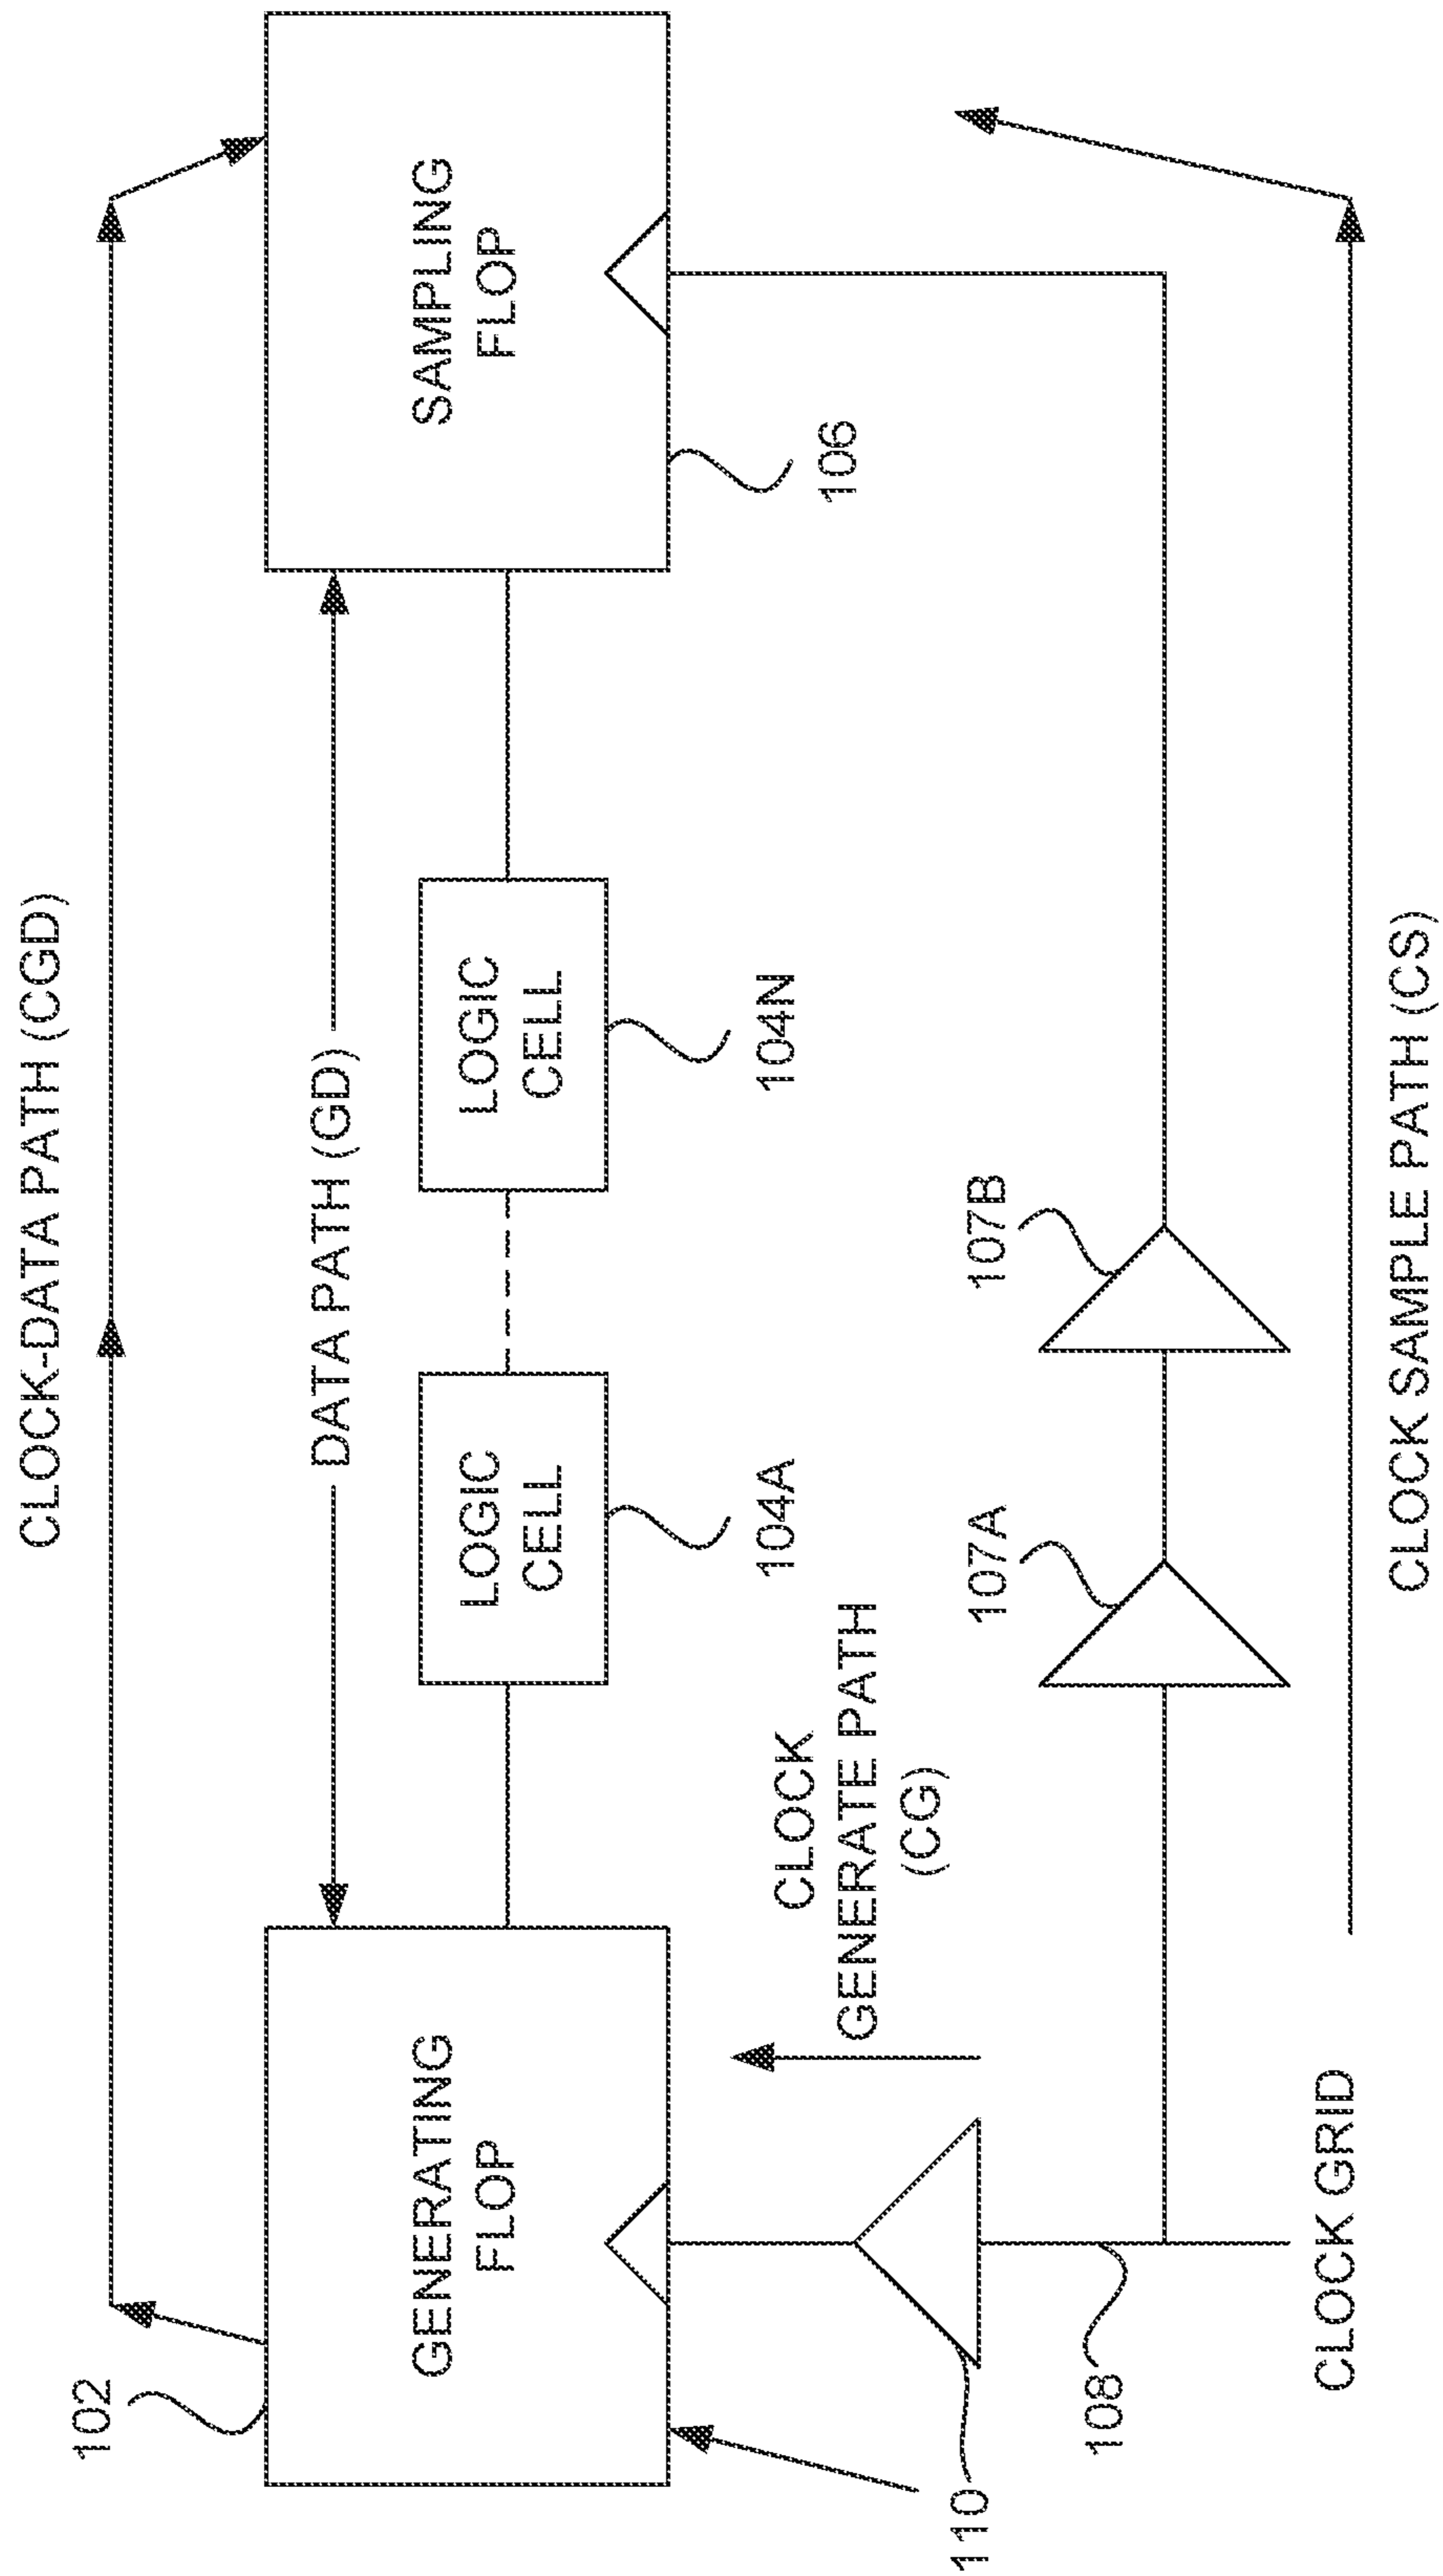 CLOCK-DATA PATH (CGD)
102
DATA PATH (GD)
GENERATING
FLOP
LOGIC
CELL
LOGIC
CELL
SAMPLING
FLOP
104A
104N
106
CLOCK
GENERATE PATH
(CG)
110
107A
107B
108
CLOCK GRID
CLOCK SAMPLE PATH (CS)